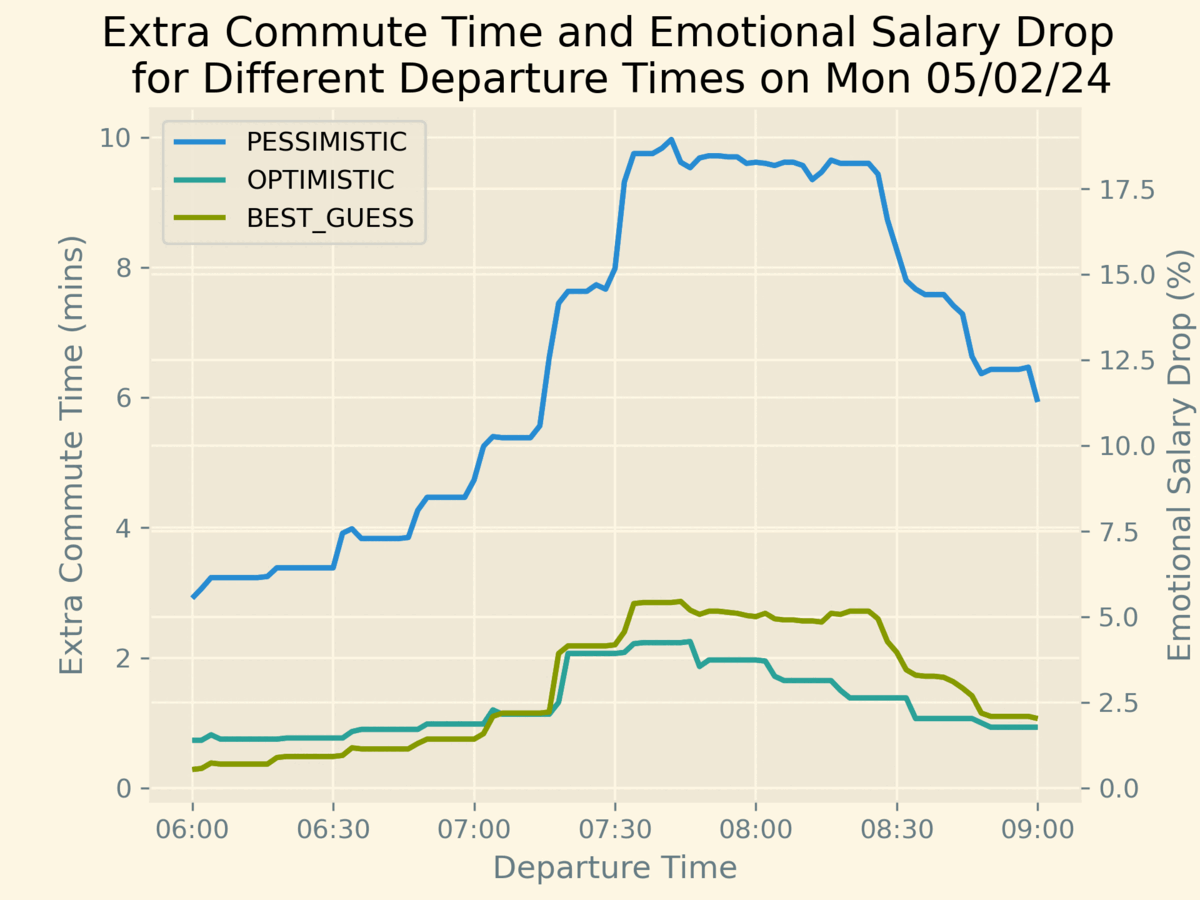 Extra Commute Time and Emotional Salary Drop
for Different Departure Times on Mon 05/02/24
PESSIMISTIC
OPTIMISTIC
BEST_GUESS
Extra Commute Time (mins)
10
8
6
4
2
0
17.5
15.0
12.5
10.0
7.5
5.0
2.5
0.0
Emotional Salary Drop (%)
06:00 06:30 07:00 07:30 08:00 08:30 09:00
Departure Time